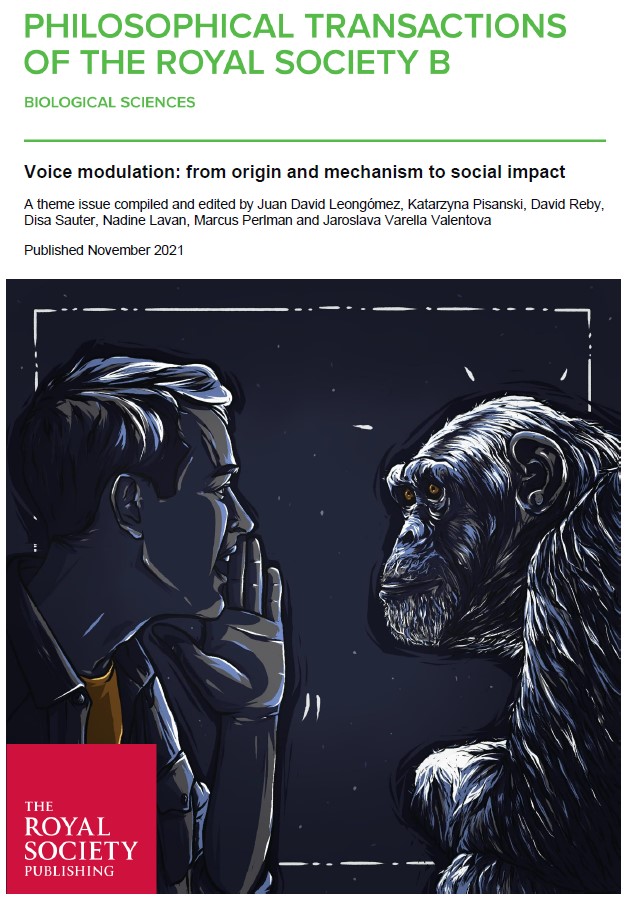 PHILOSOPHICAL TRANSACTIONS
OF THE ROYAL SOCIETY B
BIOLOGICAL SCIENCES
Voice modulation: from origin and mechanism to social impact
A theme issue compiled and edited by Juan David Leongómez, Katarzyna Pisanski, David Reby,
Disa Sauter, Nadine Lavan, Marcus Perlman and Jaroslava Varella Valentova
Published November 2021
THE
ROYAL
SOCIETY
PUBLISHING